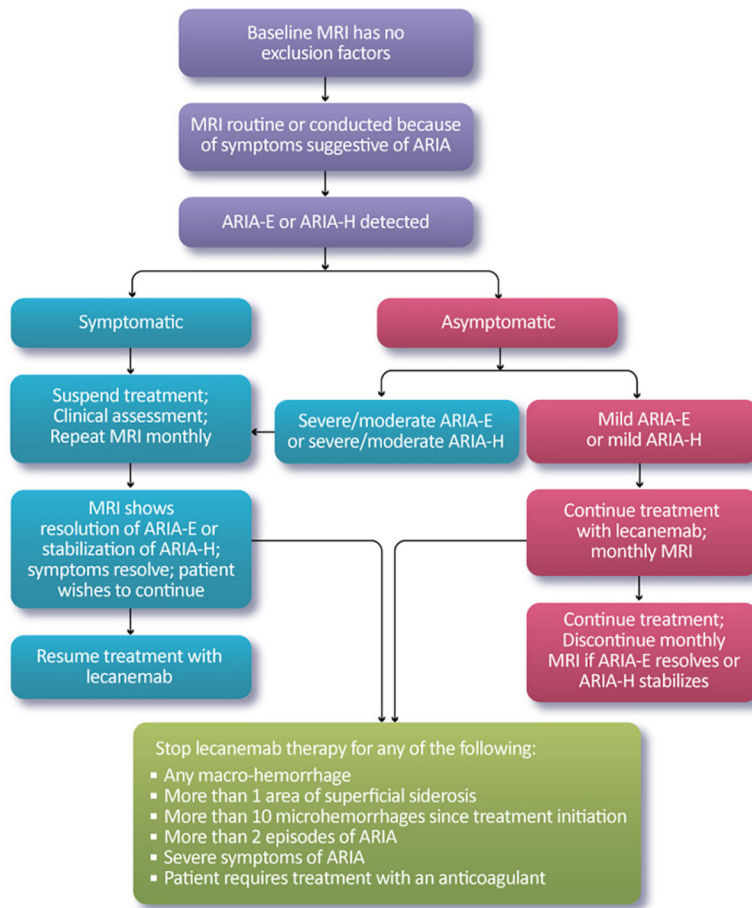 Baseline MRI has no
exclusion factors
MRI routine or conducted because
of symptoms suggestive of ARIA
ARIA-E or ARIA-H detected
Symptomatic
Asymptomatic
Suspend treatment;
Clinical assessment;
Repeat MRI monthly
Severe/moderate ARIA-E
or severe/moderate ARIA-H
Mild ARIA-E
or mild ARIA-H
MRI shows
resolution of ARIA-E or
stabilization of ARIA-H;
symptoms resolve; patient
wishes to continue
Continue treatment
with lecanemab;
monthly MRI
Resume treatment with
lecanemab
Continue treatment;
Discontinue monthly
MRI if ARIA-E resolves or
ARIA-H stabilizes
Stop lecanemab therapy for any of the following:
▪ Any macro-hemorrhage
▪ More than 1 area of superficial siderosis
▪ More than 10 microhemorrhages since treatment initiation
▪ More than 2 episodes of ARIA
▪ Severe symptoms of ARIA
▪ Patient requires treatment with an anticoagulant